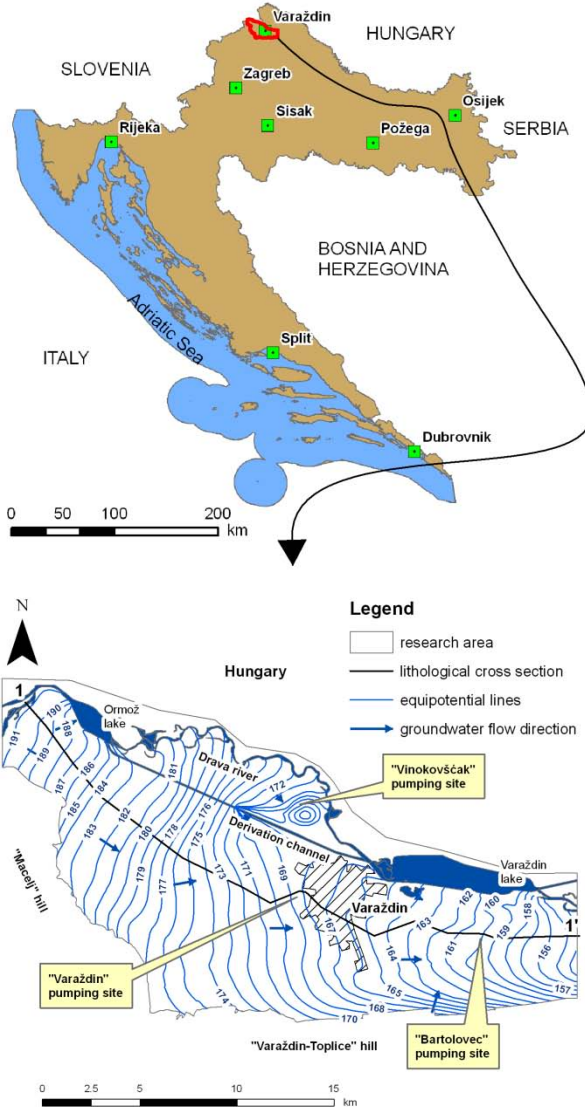 Varaždin
HUNGARY
SLOVENIA
Zagreb
Osijek
Sisak
SERBIA
Rijeka
Požega
BOSNIA AND
HERZEGOVINA
Adriatic Sea
ITALY
Split
Dubrovnik
0 50 100 200
km
N
Legend
research area
lithological cross section
equipotential lines
groundwater flow direction
Hungary
1
Ormož
lake
190
188
191
189
187
186
185
184
183
182
181
180
179
178
177
176
175
174
173
172
171
170
169
168
167
165
164
163
162
161
160
159
158
157
156
Drava river
Derivation channel
"Vinokovšćak"
pumping site
Varaždin
lake
"Macelj" hill
Varaždin
1'
"Varaždin"
pumping site
"Bartolovec"
pumping site
"Varaždin-Toplice" hill
0 2.5 5 10 15
km